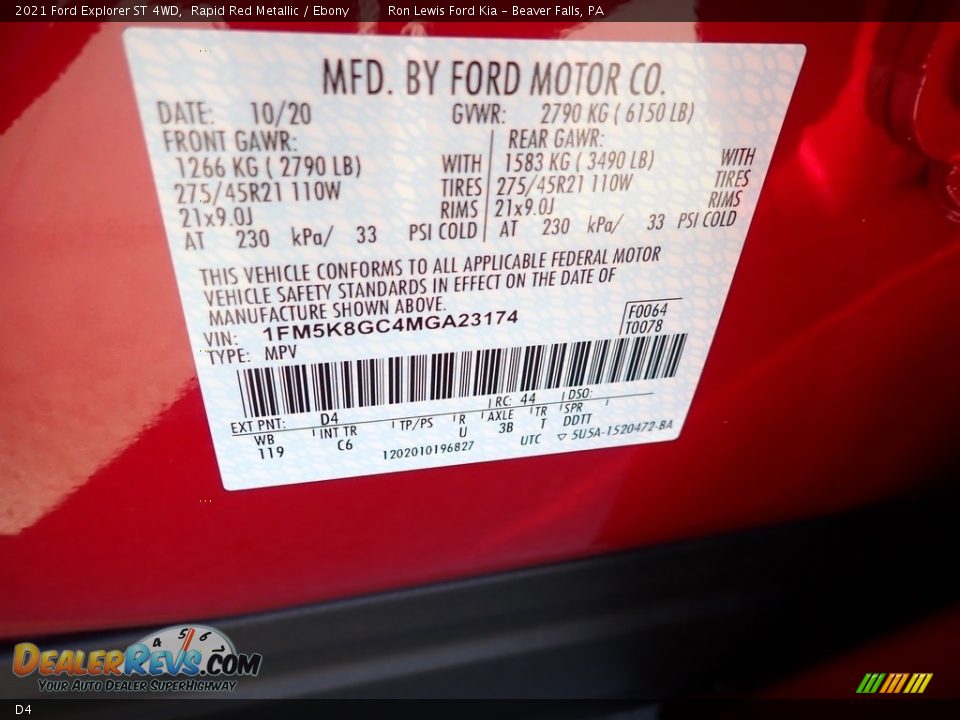 2021 Ford Explorer ST 4WD, Rapid Red Metallic / Ebony Ron Lewis Ford Kia – Beaver Falls, PA
MFD. BY FORD MOTOR CO.
DATE: 10/20 GVWR: 2790 KG ( 6150 LB)
FRONT GAWR: REAR GAWR:
1266 KG ( 2790 LB) WITH 1583 KG ( 3490 LB) WITH
275/45R21 110W TIRES 275/45R21 110W TIRES
21x9.0J RIMS 21x9.0J RIMS
AT 230 kPa/ 33 PSI COLD AT 230 kPa/ 33 PSI COLD
THIS VEHICLE CONFORMS TO ALL APPLICABLE FEDERAL MOTOR
VEHICLE SAFETY STANDARDS IN EFFECT ON THE DATE OF
MANUFACTURE SHOWN ABOVE.
VIN: 1FM5K8GC4MGA23174 F0064
TYPE: MPV T0078
EXT PNT: D4 RC: 44 DSO:
WB INT TR TP/PS R AXLE TR SPR
119 C6 U 3B T DDTT
1202010196827 UTC 5U5A-1520472-BA
4 5 6
DEALERREVS.COM
YOUR AUTO DEALER SUPERHIGHWAY
D4